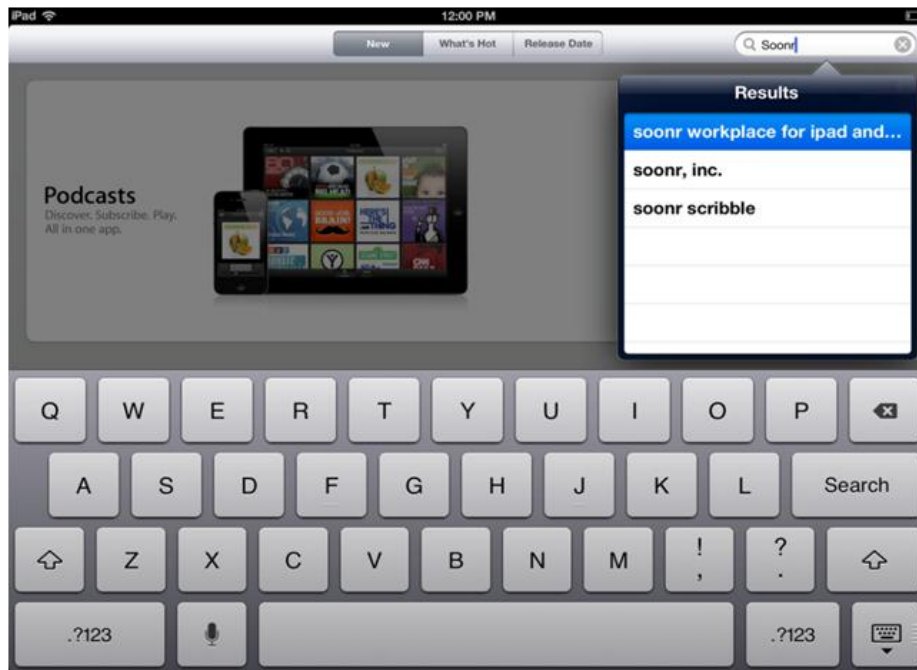 iPad 12:00 PM
New What's Hot Release Date Soonr
Results
soonr workplace for ipad and...
soonr, inc.
soonr scribble
Podcasts
Discover. Subscribe. Play.
All in one app.
Q W E R T Y U I O P
A S D F G H J K L Search
Z X C V B N M ! , ? .
.?123 .?123